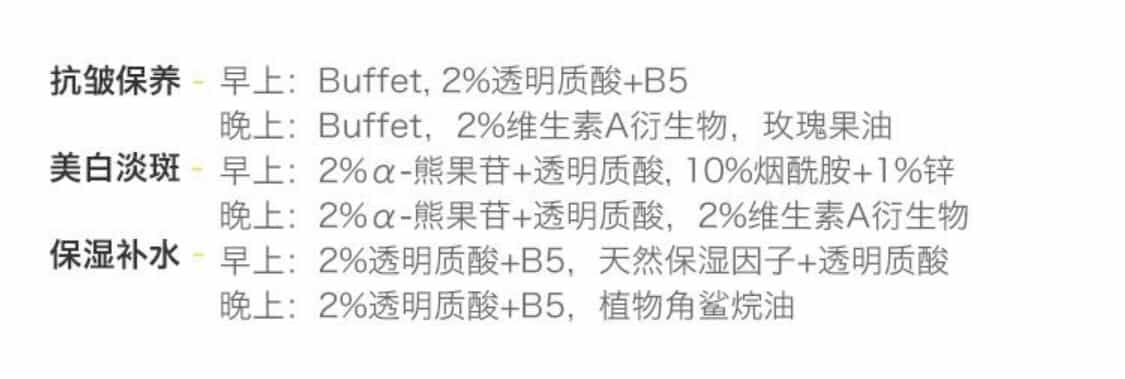 抗皱保养 - 早上：Buffet, 2%透明质酸+B5
晚上：Buffet，2%维生素A衍生物，玫瑰果油
美白淡斑 - 早上：2%α-熊果苷+透明质酸, 10%烟酰胺+1%锌
晚上：2%α-熊果苷+透明质酸，2%维生素A衍生物
保湿补水 - 早上：2%透明质酸+B5，天然保湿因子+透明质酸
晚上：2%透明质酸+B5，植物角鲨烷油